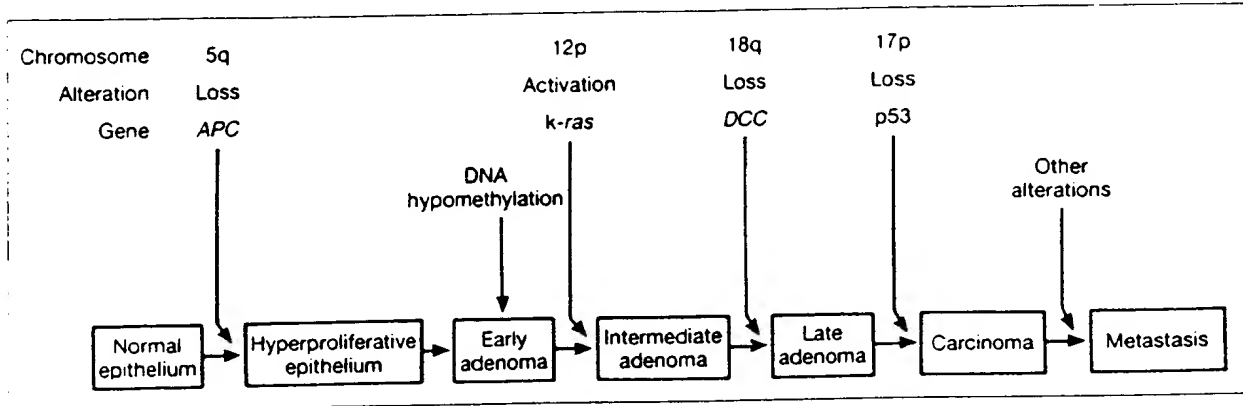 Chromosome 5q 12p 18q 17p
Alteration Loss Activation Loss Loss
Gene APC k-ras DCC p53
DNA
hypomethylation
Other
alterations
Normal
epithelium
Hyperproliferative
epithelium
Early
adenoma
Intermediate
adenoma
Late
adenoma
Carcinoma
Metastasis